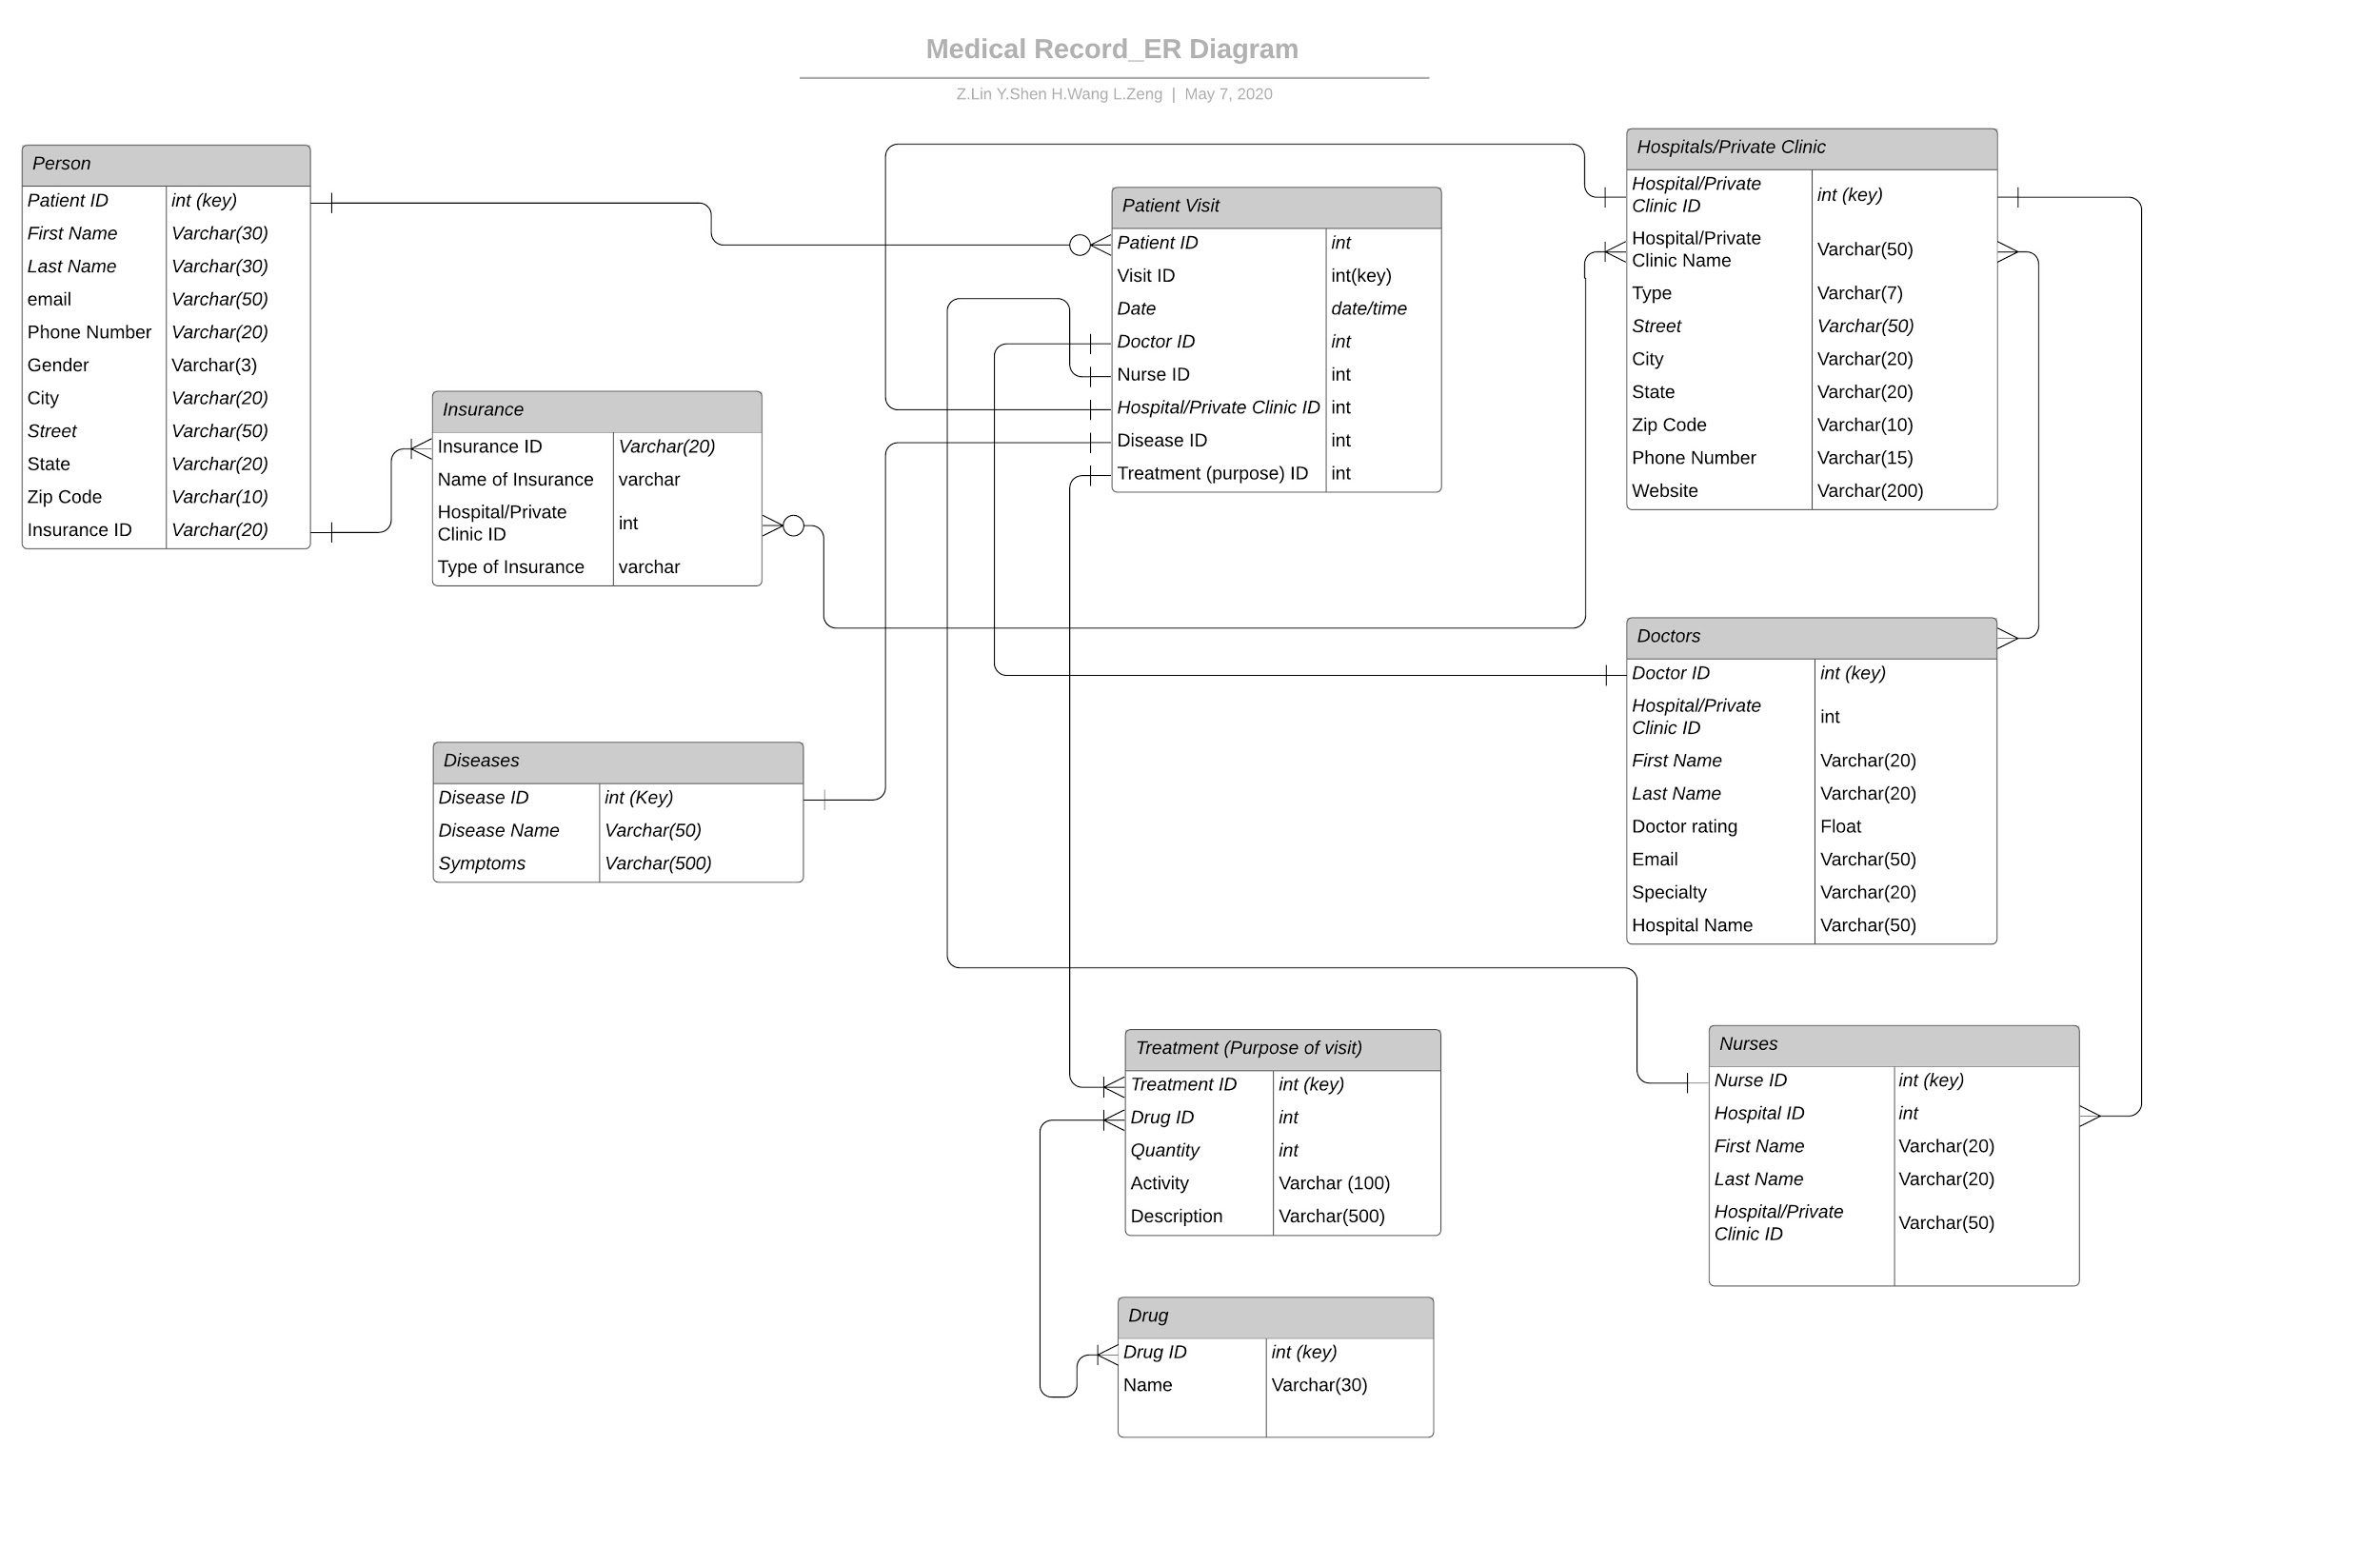 Medical Record_ER Diagram
Z.Lin Y.Shen H.Wang L.Zeng | May 7, 2020
Person
Patient ID int (key)
First Name Varchar(30)
Last Name Varchar(30)
email Varchar(50)
Phone Number Varchar(20)
Gender Varchar(3)
City Varchar(20)
Street Varchar(50)
State Varchar(20)
Zip Code Varchar(10)
Insurance ID Varchar(20)
Insurance
Insurance ID Varchar(20)
Name of Insurance varchar
Hospital/Private
Clinic ID int
Type of Insurance varchar
Diseases
Disease ID int (Key)
Disease Name Varchar(50)
Symptoms Varchar(500)
Patient Visit
Patient ID int
Visit ID int(key)
Date date/time
Doctor ID int
Nurse ID int
Hospital/Private Clinic ID int
Disease ID int
Treatment (purpose) ID int
Treatment (Purpose of visit)
Treatment ID int (key)
Drug ID int
Quantity int
Activity Varchar (100)
Description Varchar(500)
Drug
Drug ID int (key)
Name Varchar(30)
Hospitals/Private Clinic
Hospital/Private
Clinic ID int (key)
Hospital/Private
Clinic Name Varchar(50)
Type Varchar(7)
Street Varchar(50)
City Varchar(20)
State Varchar(20)
Zip Code Varchar(10)
Phone Number Varchar(15)
Website Varchar(200)
Doctors
Doctor ID int (key)
Hospital/Private
Clinic ID int
First Name Varchar(20)
Last Name Varchar(20)
Doctor rating Float
Email Varchar(50)
Specialty Varchar(20)
Hospital Name Varchar(50)
Nurses
Nurse ID int (key)
Hospital ID int
First Name Varchar(20)
Last Name Varchar(20)
Hospital/Private
Clinic ID Varchar(50)